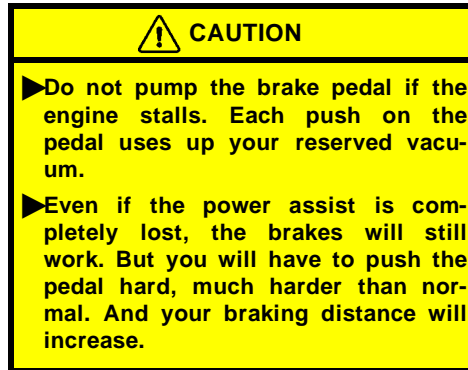 CAUTION
▶Do not pump the brake pedal if the
engine stalls. Each push on the
pedal uses up your reserved vacu-
um.
▶Even if the power assist is com-
pletely lost, the brakes will still
work. But you will have to push the
pedal hard, much harder than nor-
mal. And your braking distance will
increase.